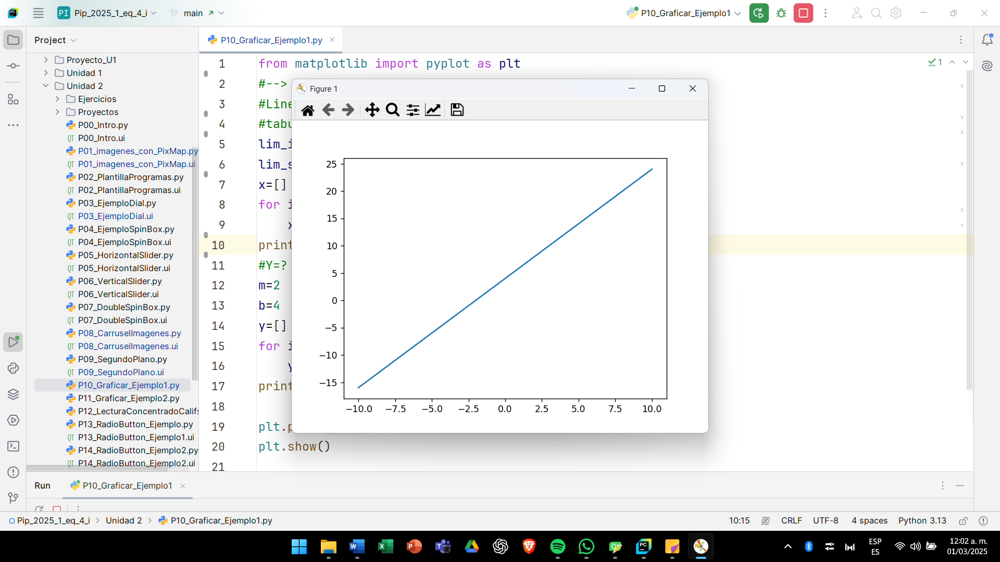 PI Pip_2025_1_eq_4_i main
P10_Graficar_Ejemplo1
Project
Proyecto_U1
Unidad 1
Unidad 2
Ejercicios
Proyectos
P00_Intro.py
P00_Intro.ui
P01_imagenes_con_PixMap.py
P01_imagenes_con_PixMap.ui
P02_PlantillaProgramas.py
P02_PlantillaProgramas.ui
P03_EjemploDial.py
P03_EjemploDial.ui
P04_EjemploSpinBox.py
P04_EjemploSpinBox.ui
P05_HorizontalSlider.py
P05_HorizontalSlider.ui
P06_VerticalSlider.py
P06_VerticalSlider.ui
P07_DoubleSpinBox.py
P07_DoubleSpinBox.ui
P08_CarruselImagenes.py
P08_CarruselImagenes.ui
P09_SegundoPlano.py
P09_SegundoPlano.ui
P10_Graficar_Ejemplo1.py
P11_Graficar_Ejemplo2.py
P12_LecturaConcentradoCalifs
P13_RadioButton_Ejemplo.py
P13_RadioButton_Ejemplo1.ui
P14_RadioButton_Ejemplo2.py
P14_RadioButton_Ejemplo2.ui
P10_Graficar_Ejemplo1.py
1
1 from matplotlib import pyplot as plt
2 #-->
3 #Line
4 #tabu
5 lim_i
6 lim_s
7 x=[]
8 for i
9 x
10 print
11 #Y=?
12 m=2
13 b=4
14 y=[]
15 for i
16 y
17 print
18
19 plt.p
20 plt.show()
21
Figure 1
25
20
15
10
5
0
−5
−10
−15
−10.0 −7.5 −5.0 −2.5 0.0 2.5 5.0 7.5 10.0
Run P10_Graficar_Ejemplo1
Pip_2025_1_eq_4_i > Unidad 2 > P10_Graficar_Ejemplo1.py
10:15 CRLF UTF-8 4 spaces Python 3.13
ESP
ES
12:02 a. m.
01/03/2025